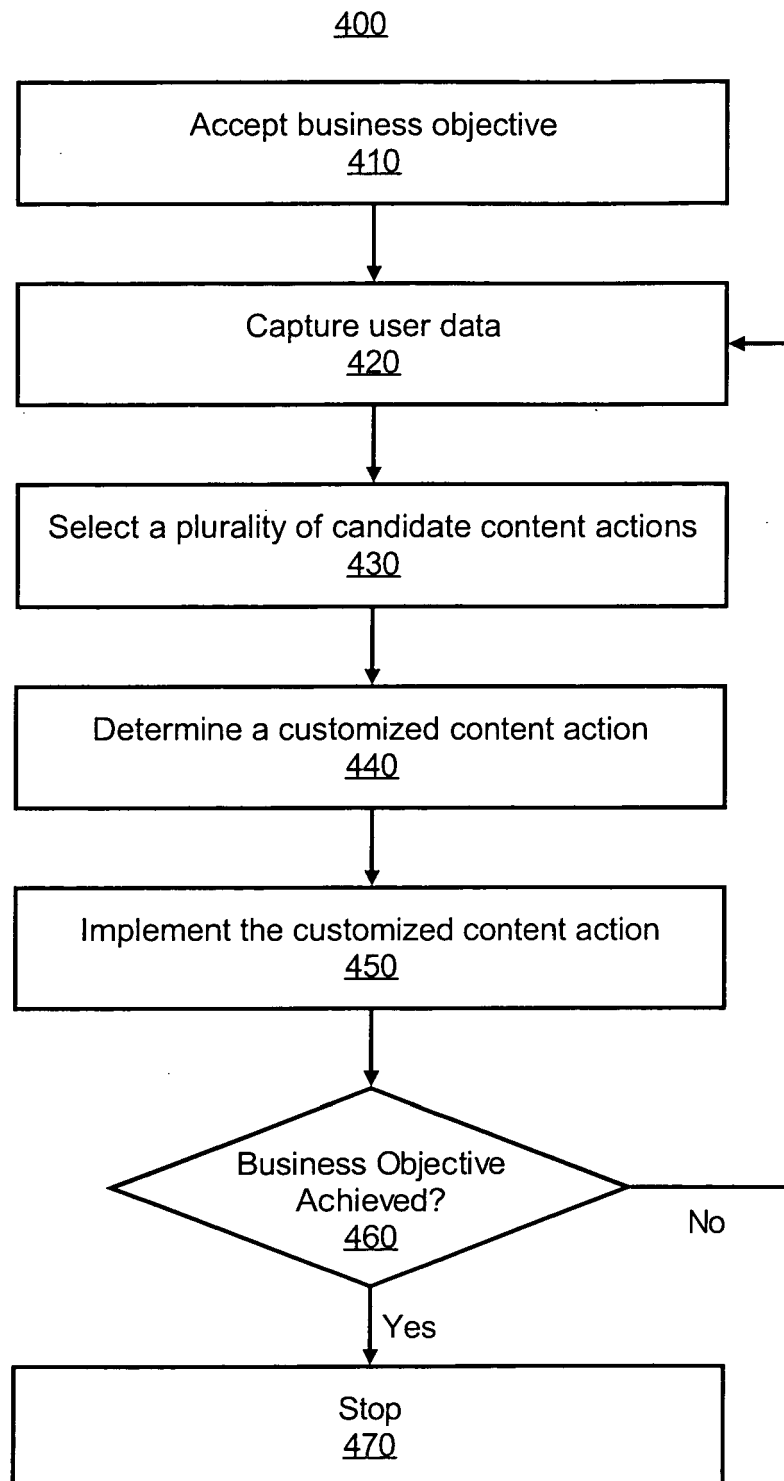 400
Accept business objective
410
Capture user data
420
Select a plurality of candidate content actions
430
Determine a customized content action
440
Implement the customized content action
450
Business Objective
Achieved?
460
No
Yes
Stop
470